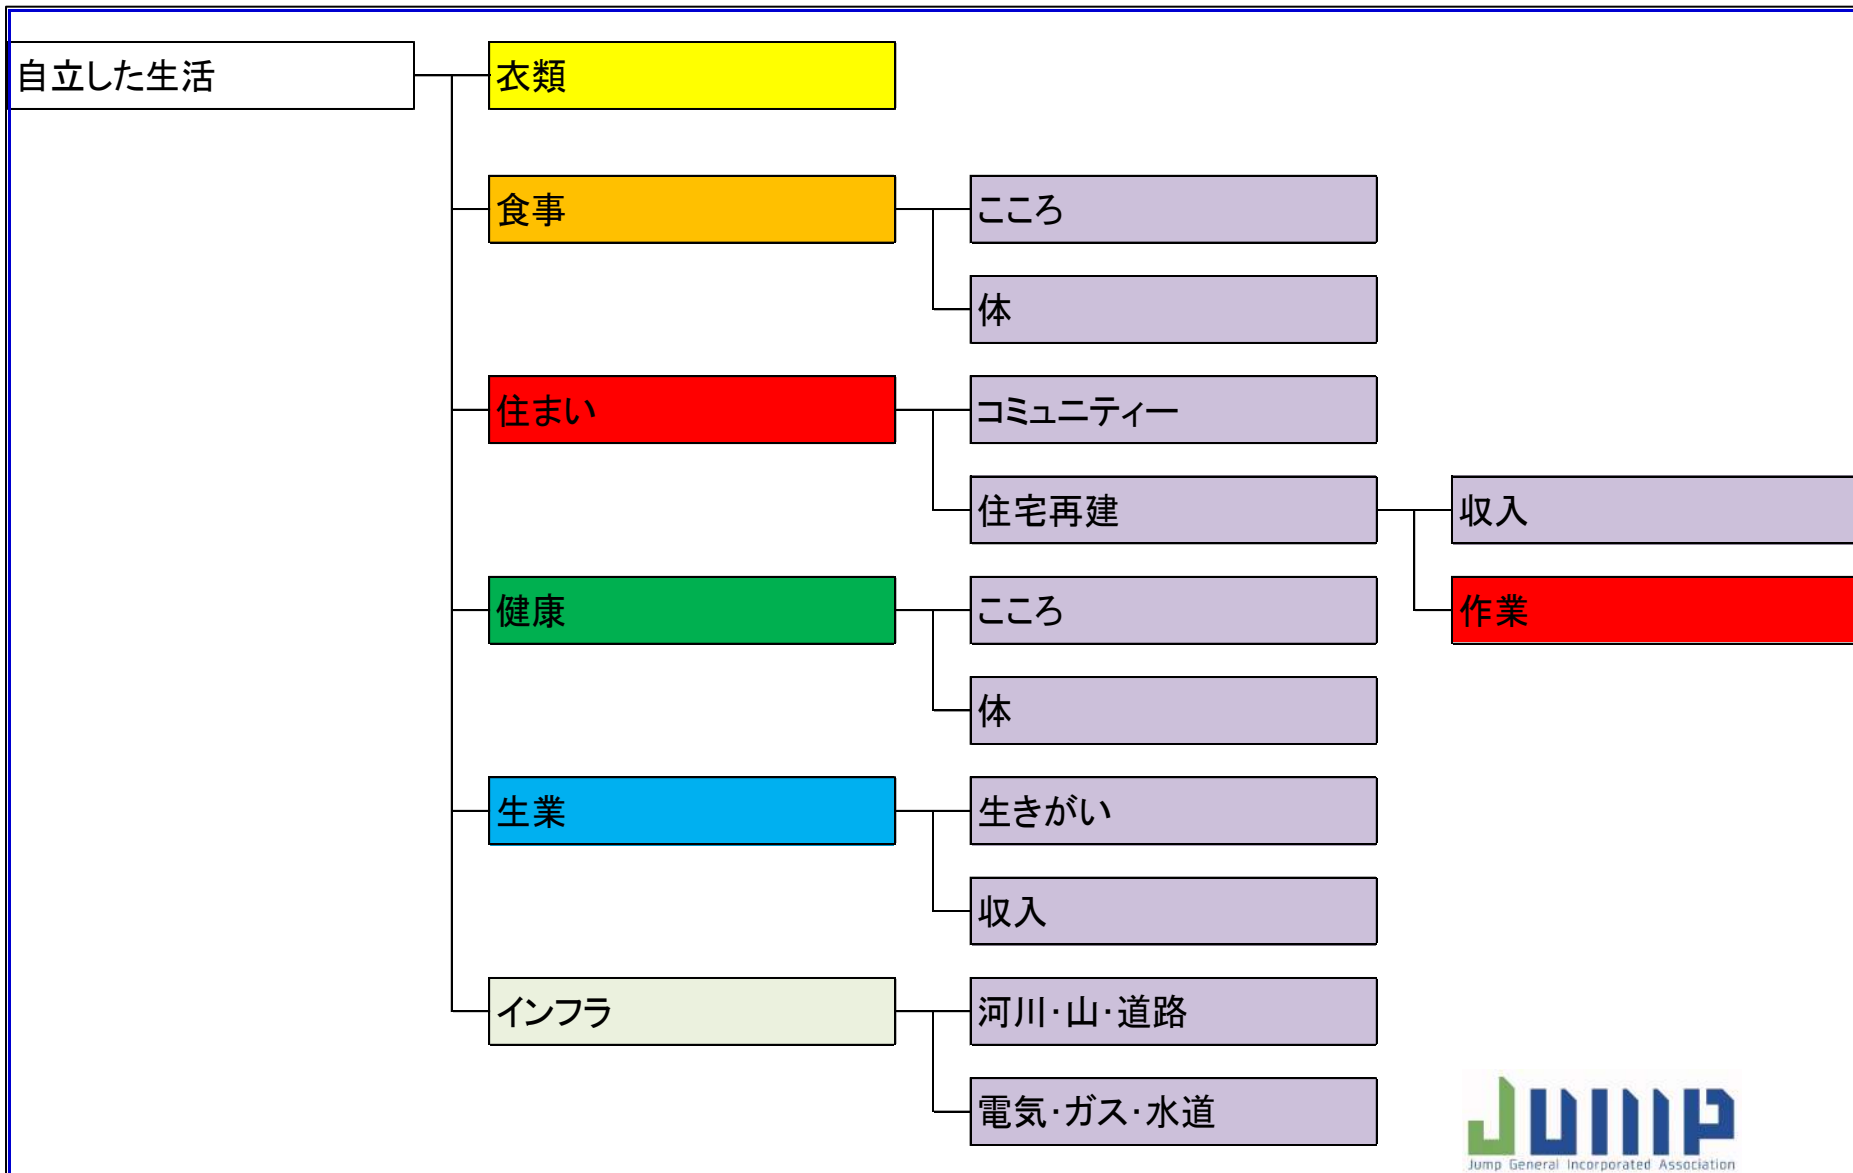 自立した生活
衣類
食事
こころ
体
住まい
コミュニティー
住宅再建
収入
作業
健康
こころ
体
生業
生きがい
収入
インフラ
河川・山・道路
電気・ガス・水道
Jump
Jump General Incorporated Association